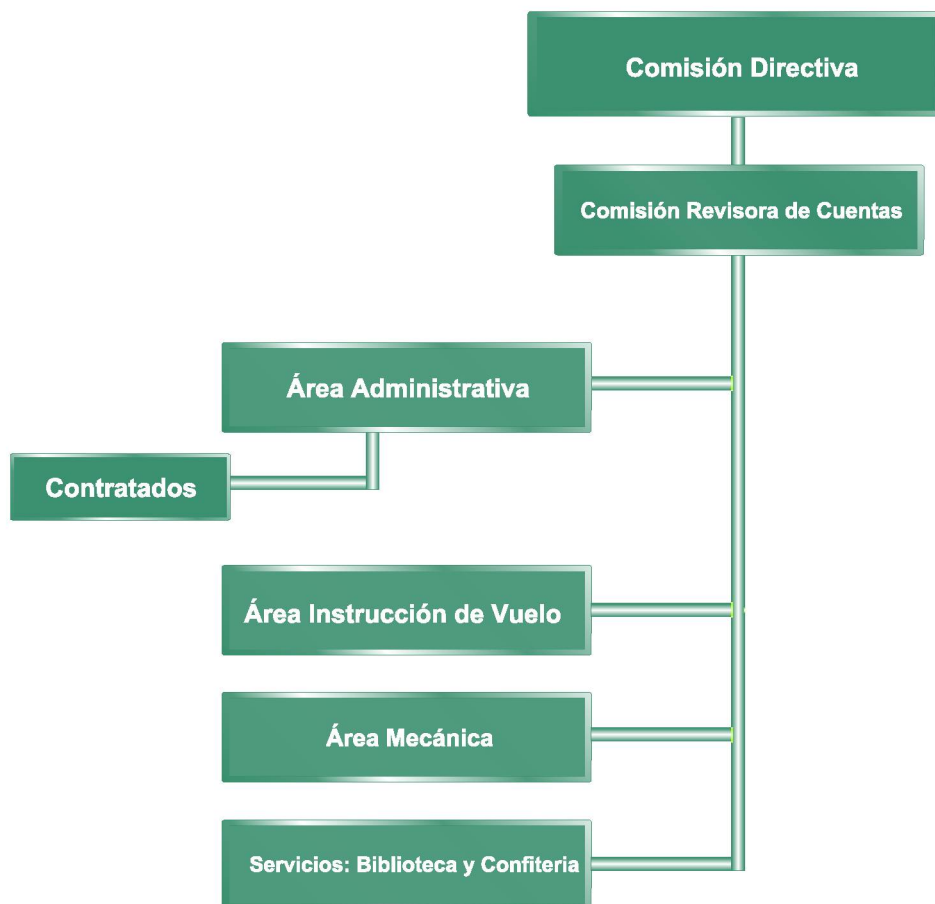 Comisión Directiva
Comisión Revisora de Cuentas
Área Administrativa
Contratados
Área Instrucción de Vuelo
Área Mecánica
Servicios: Biblioteca y Confiteria